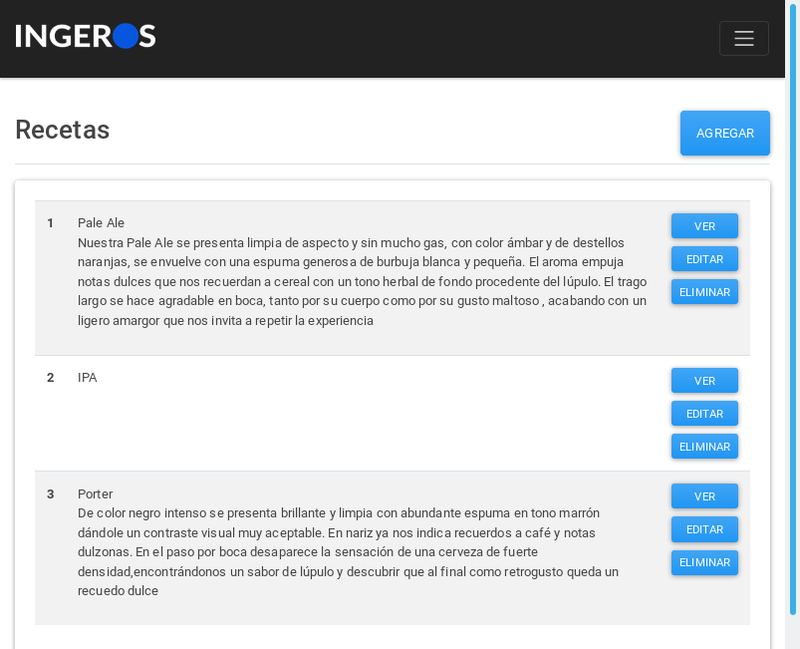 INGEROS
Recetas
AGREGAR
1
Pale Ale
Nuestra Pale Ale se presenta limpia de aspecto y sin mucho gas, con color ámbar y de destellos
naranjas, se envuelve con una espuma generosa de burbuja blanca y pequeña. El aroma empuja
notas dulces que nos recuerdan a cereal con un tono herbal de fondo procedente del lúpulo. El trago
largo se hace agradable en boca, tanto por su cuerpo como por su gusto maltoso , acabando con un
ligero amargor que nos invita a repetir la experiencia
VER
EDITAR
ELIMINAR
2
IPA
VER
EDITAR
ELIMINAR
3
Porter
De color negro intenso se presenta brillante y limpia con abundante espuma en tono marrón
dándole un contraste visual muy aceptable. En nariz ya nos indica recuerdos a café y notas
dulzonas. En el paso por boca desaparece la sensación de una cerveza de fuerte
densidad,encontrándonos un sabor de lúpulo y descubrir que al final como retrogusto queda un
recuedo dulce
VER
EDITAR
ELIMINAR